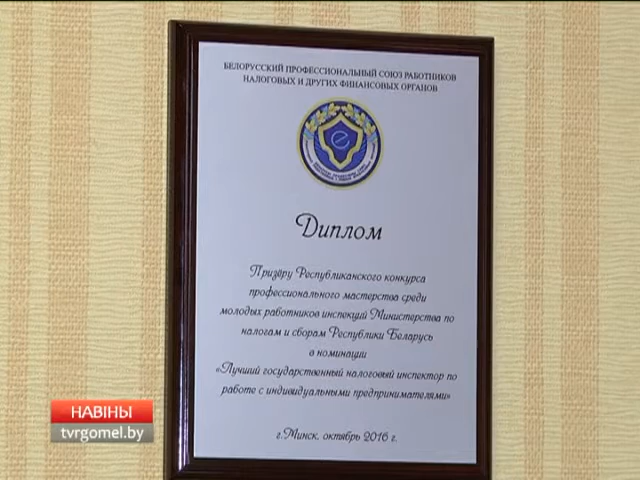 БЕЛОРУССКИЙ ПРОФЕССИОНАЛЬНЫЙ СОЮЗ РАБОТНИКОВ
НАЛОГОВЫХ И ДРУГИХ ФИНАНСОВЫХ ОРГАНОВ
Диплом
Призёру Республиканского конкурса
профессионального мастерства среди
молодых работников инспекций Министерства по
налогам и сборам Республики Беларусь
в номинации
«Лучший государственный налоговый инспектор по
работе с индивидуальными предпринимателями»
г.Минск, октябрь 2016 г.
НАВІНЫ
tvrgomel.by